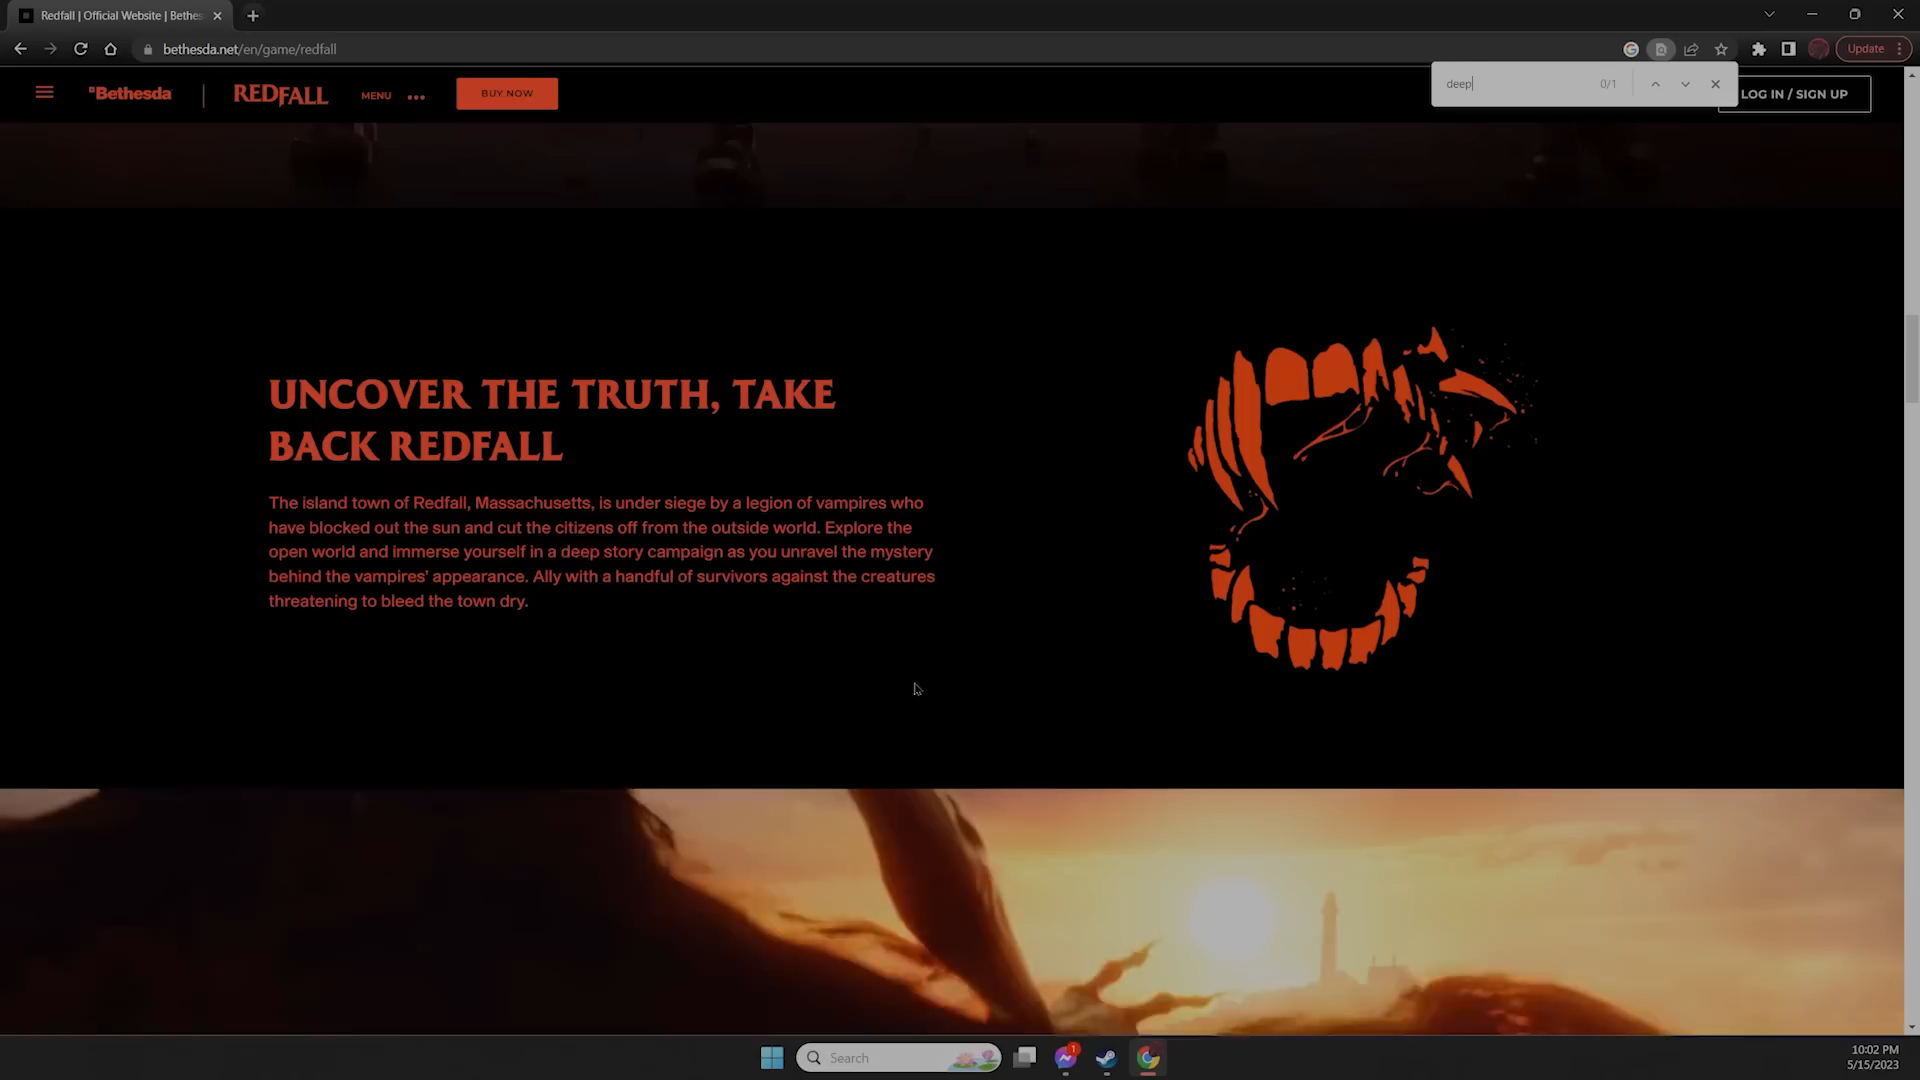 Redfall | Official Website | Bethes
bethesda.net/en/game/redfall
Update
Bethesda
REDFALL
MENU
BUY NOW
deep
0/1
LOG IN / SIGN UP
UNCOVER THE TRUTH, TAKE
BACK REDFALL
The island town of Redfall, Massachusetts, is under siege by a legion of vampires who
have blocked out the sun and cut the citizens off from the outside world. Explore the
open world and immerse yourself in a deep story campaign as you unravel the mystery
behind the vampires' appearance. Ally with a handful of survivors against the creatures
threatening to bleed the town dry.
Search
1
10:02 PM
5/15/2023